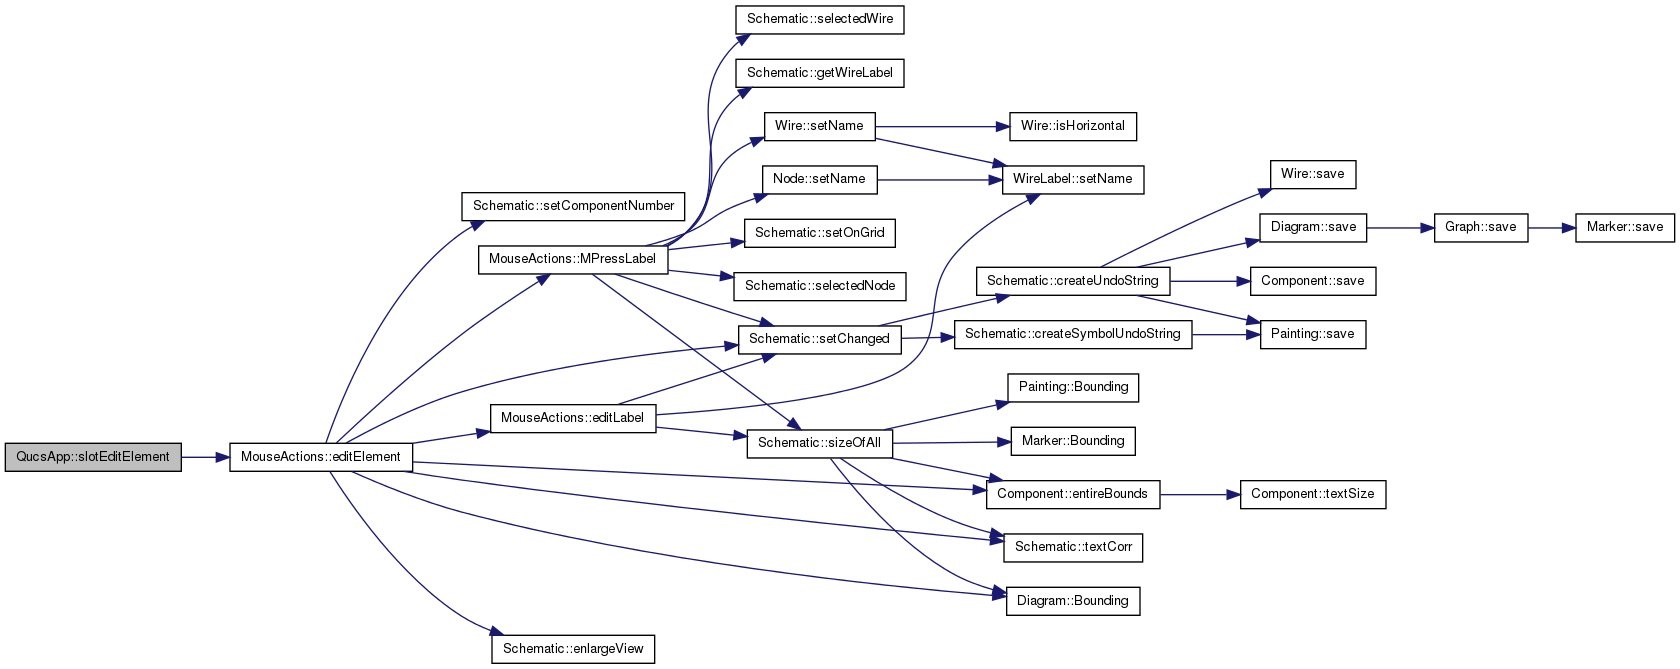 Schematic::selectedWire
Schematic::getWireLabel
Wire::setName
Wire::isHorizontal
Node::setName
WireLabel::setName
Wire::save
Schematic::setComponentNumber
Schematic::setOnGrid
Diagram::save
Graph::save
Marker::save
MouseActions::MPressLabel
Schematic::selectedNode
Schematic::createUndoString
Component::save
Schematic::setChanged
Schematic::createSymbolUndoString
Painting::save
Painting::Bounding
MouseActions::editLabel
Schematic::sizeOfAll
Marker::Bounding
QucsApp::slotEditElement
MouseActions::editElement
Component::entireBounds
Component::textSize
Schematic::textCorr
Diagram::Bounding
Schematic::enlargeView